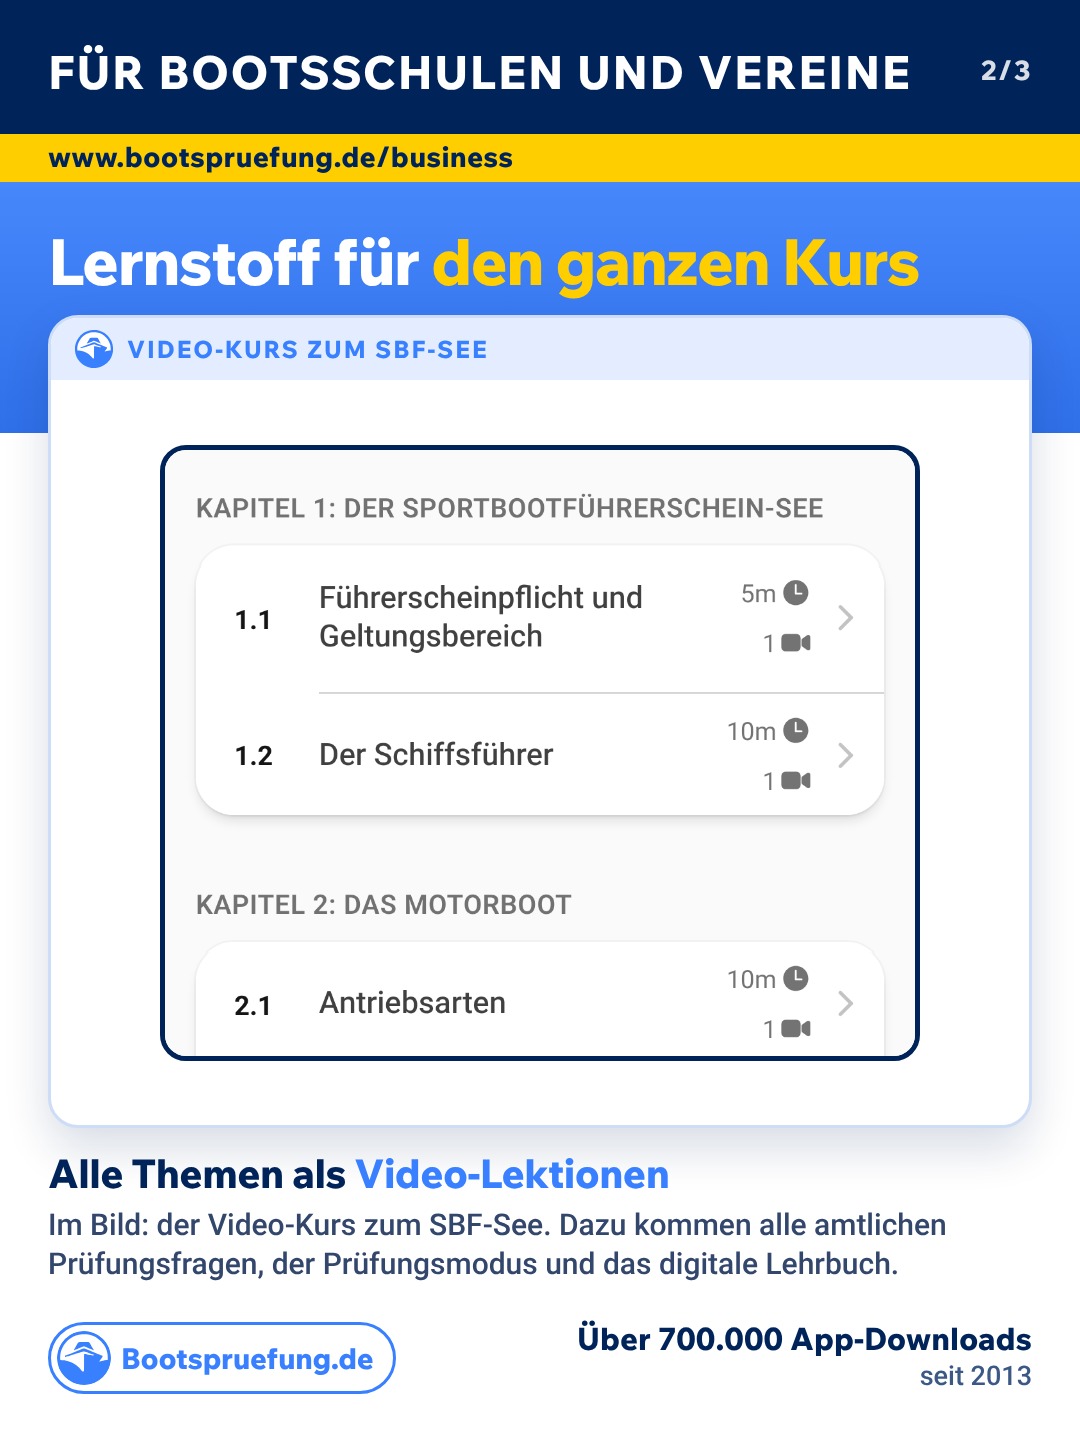 FÜR BOOTSSCHULEN UND VEREINE
2/3
www.bootspruefung.de/business
Lernstoff für den ganzen Kurs
VIDEO-KURS ZUM SBF-SEE
KAPITEL 1: DER SPORTBOOTFÜHRERSCHEIN-SEE
1.1
Führerscheinpflicht und
Geltungsbereich
5m
1
1.2
Der Schiffsführer
10m
1
KAPITEL 2: DAS MOTORBOOT
2.1
Antriebsarten
10m
1
Alle Themen als Video-Lektionen
Im Bild: der Video-Kurs zum SBF-See. Dazu kommen alle amtlichen
Prüfungsfragen, der Prüfungsmodus und das digitale Lehrbuch.
Bootspruefung.de
Über 700.000 App-Downloads
seit 2013